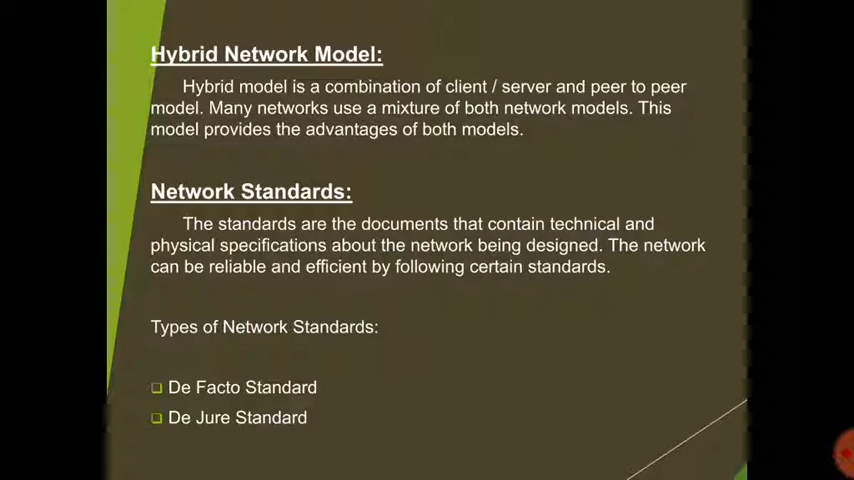 Hybrid Network Model:
Hybrid model is a combination of client / server and peer to peer
model. Many networks use a mixture of both network models. This
model provides the advantages of both models.
Network Standards:
The standards are the documents that contain technical and
physical specifications about the network being designed. The network
can be reliable and efficient by following certain standards.
Types of Network Standards:
De Facto Standard
De Jure Standard